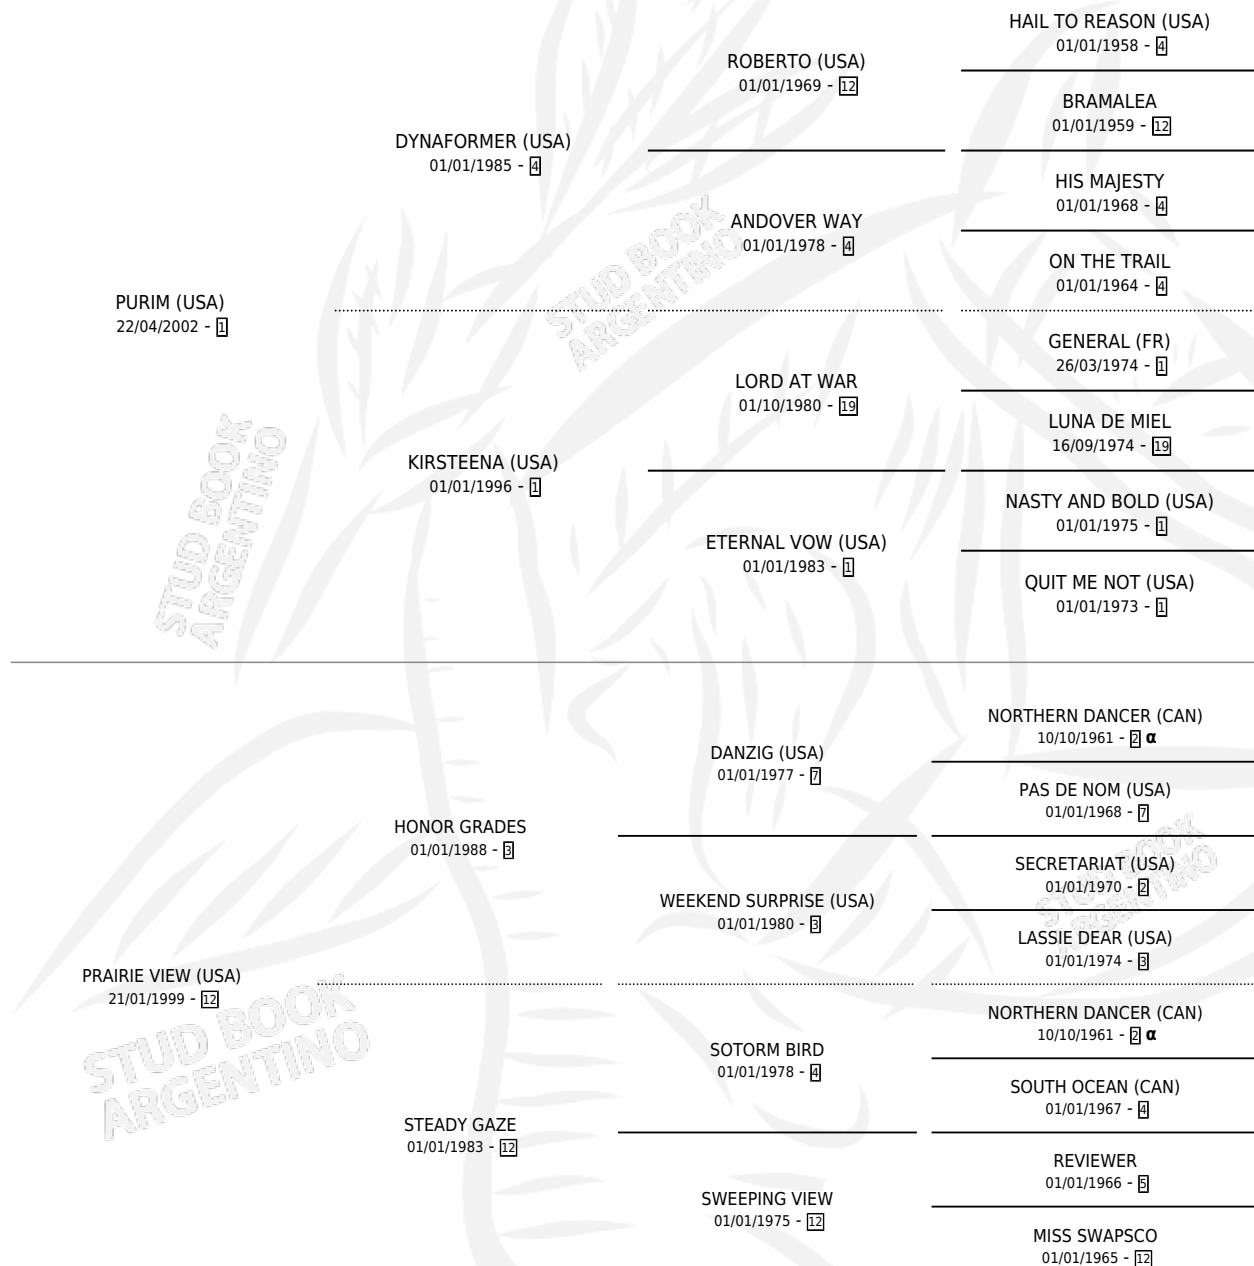 HAIL TO REASON (USA)
01/01/1958 - 4
ROBERTO (USA)
01/01/1969 - 12
BRAMALEA
01/01/1959 - 12
DYNAFORMER (USA)
01/01/1985 - 4
HIS MAJESTY
01/01/1968 - 4
ANDOVER WAY
01/01/1978 - 4
ON THE TRAIL
01/01/1964 - 4
PURIM (USA)
22/04/2002 - 1
GENERAL (FR)
26/03/1974 - 1
LORD AT WAR
01/10/1980 - 19
LUNA DE MIEL
16/09/1974 - 19
KIRSTEENA (USA)
01/01/1996 - 1
NASTY AND BOLD (USA)
01/01/1975 - 1
ETERNAL VOW (USA)
01/01/1983 - 1
QUIT ME NOT (USA)
01/01/1973 - 1
NORTHERN DANCER (CAN)
10/10/1961 - 2 α
DANZIG (USA)
01/01/1977 - 7
PAS DE NOM (USA)
01/01/1968 - 7
HONOR GRADES
01/01/1988 - 3
SECRETARIAT (USA)
01/01/1970 - 2
WEEKEND SURPRISE (USA)
01/01/1980 - 3
LASSIE DEAR (USA)
01/01/1974 - 3
PRAIRIE VIEW (USA)
21/01/1999 - 12
NORTHERN DANCER (CAN)
10/10/1961 - 2 α
SOTORM BIRD
01/01/1978 - 4
SOUTH OCEAN (CAN)
01/01/1967 - 4
STEADY GAZE
01/01/1983 - 12
REVIEWER
01/01/1966 - 5
SWEEPING VIEW
01/01/1975 - 12
MISS SWAPSCO
01/01/1965 - 12
STUD BOOK
ARGENTINO
STUD BOOK
ARGENTINO
STUD BOOK
ARGENTINO
STUD BOOK
ARGENTINO